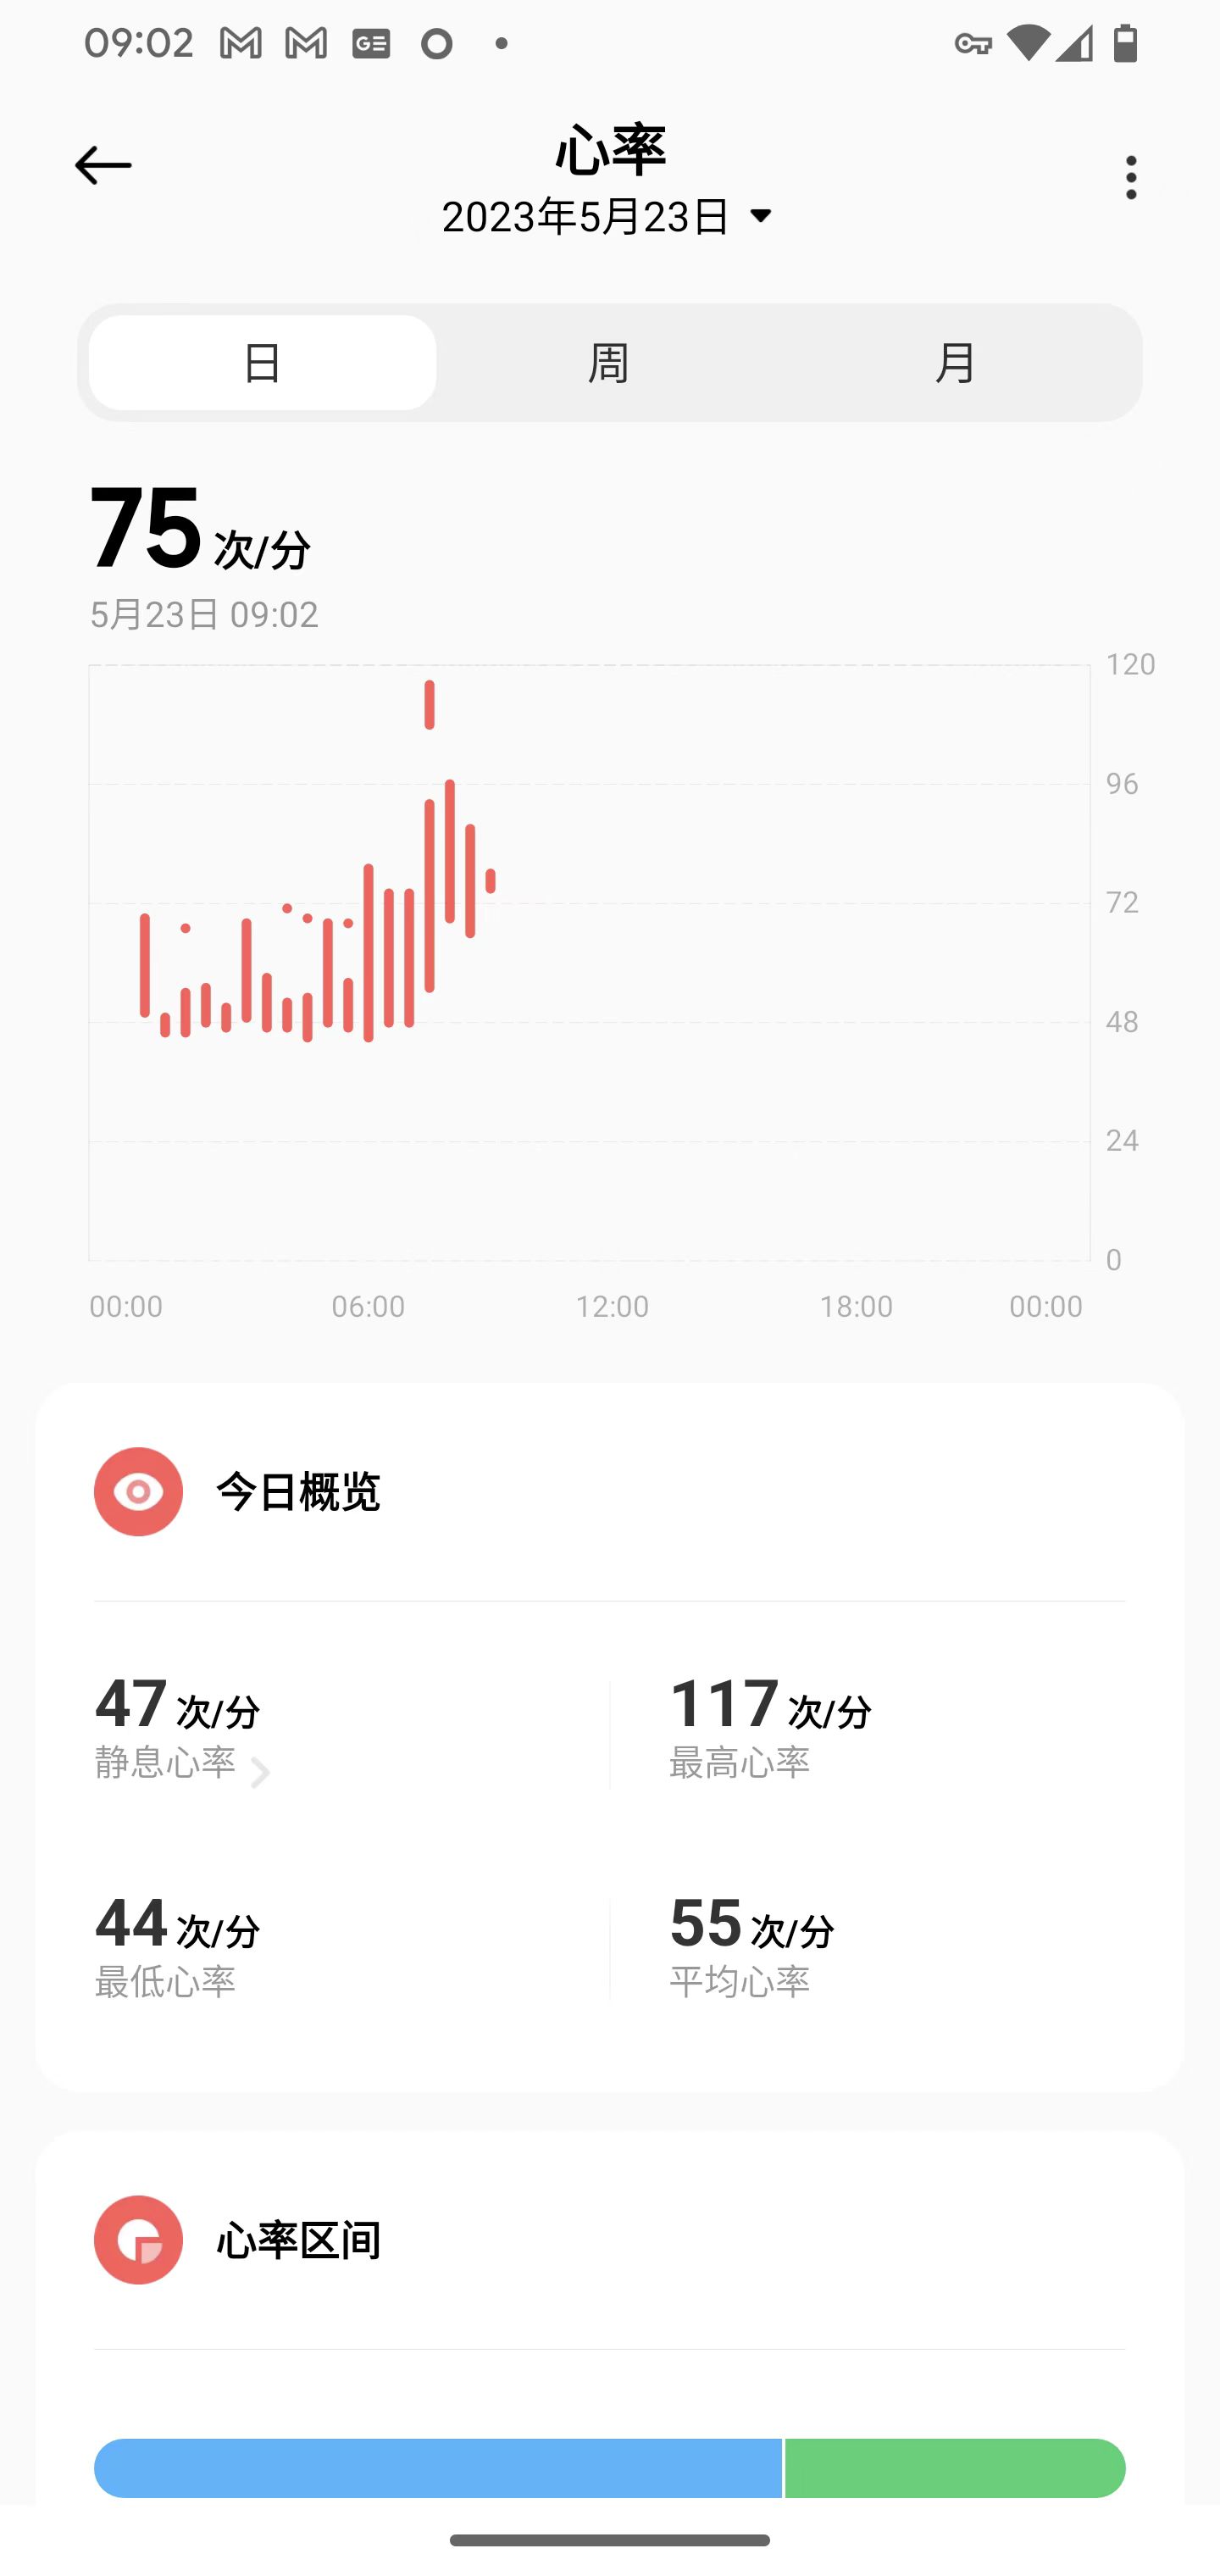 09:02
GE
心率
2023年5月23日
日 周 月
75 次/分
5月23日 09:02
120
96
72
48
24
0
00:00 06:00 12:00 18:00 00:00
今日概览
47 次/分 117 次/分
静息心率 最高心率
44 次/分 55 次/分
最低心率 平均心率
心率区间